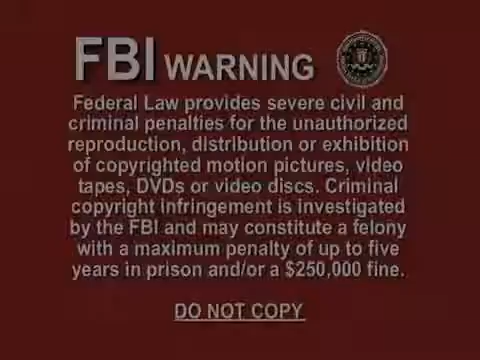 FBI WARNING
Federal Law provides severe civil and
criminal penalties for the unauthorized
reproduction, distribution or exhibition
of copyrighted motion pictures, video
tapes, DVDs or video discs. Criminal
copyright infringement is investigated
by the FBI and may constitute a felony
with a maximum penalty of up to five
years in prison and/or a $250,000 fine.
DO NOT COPY